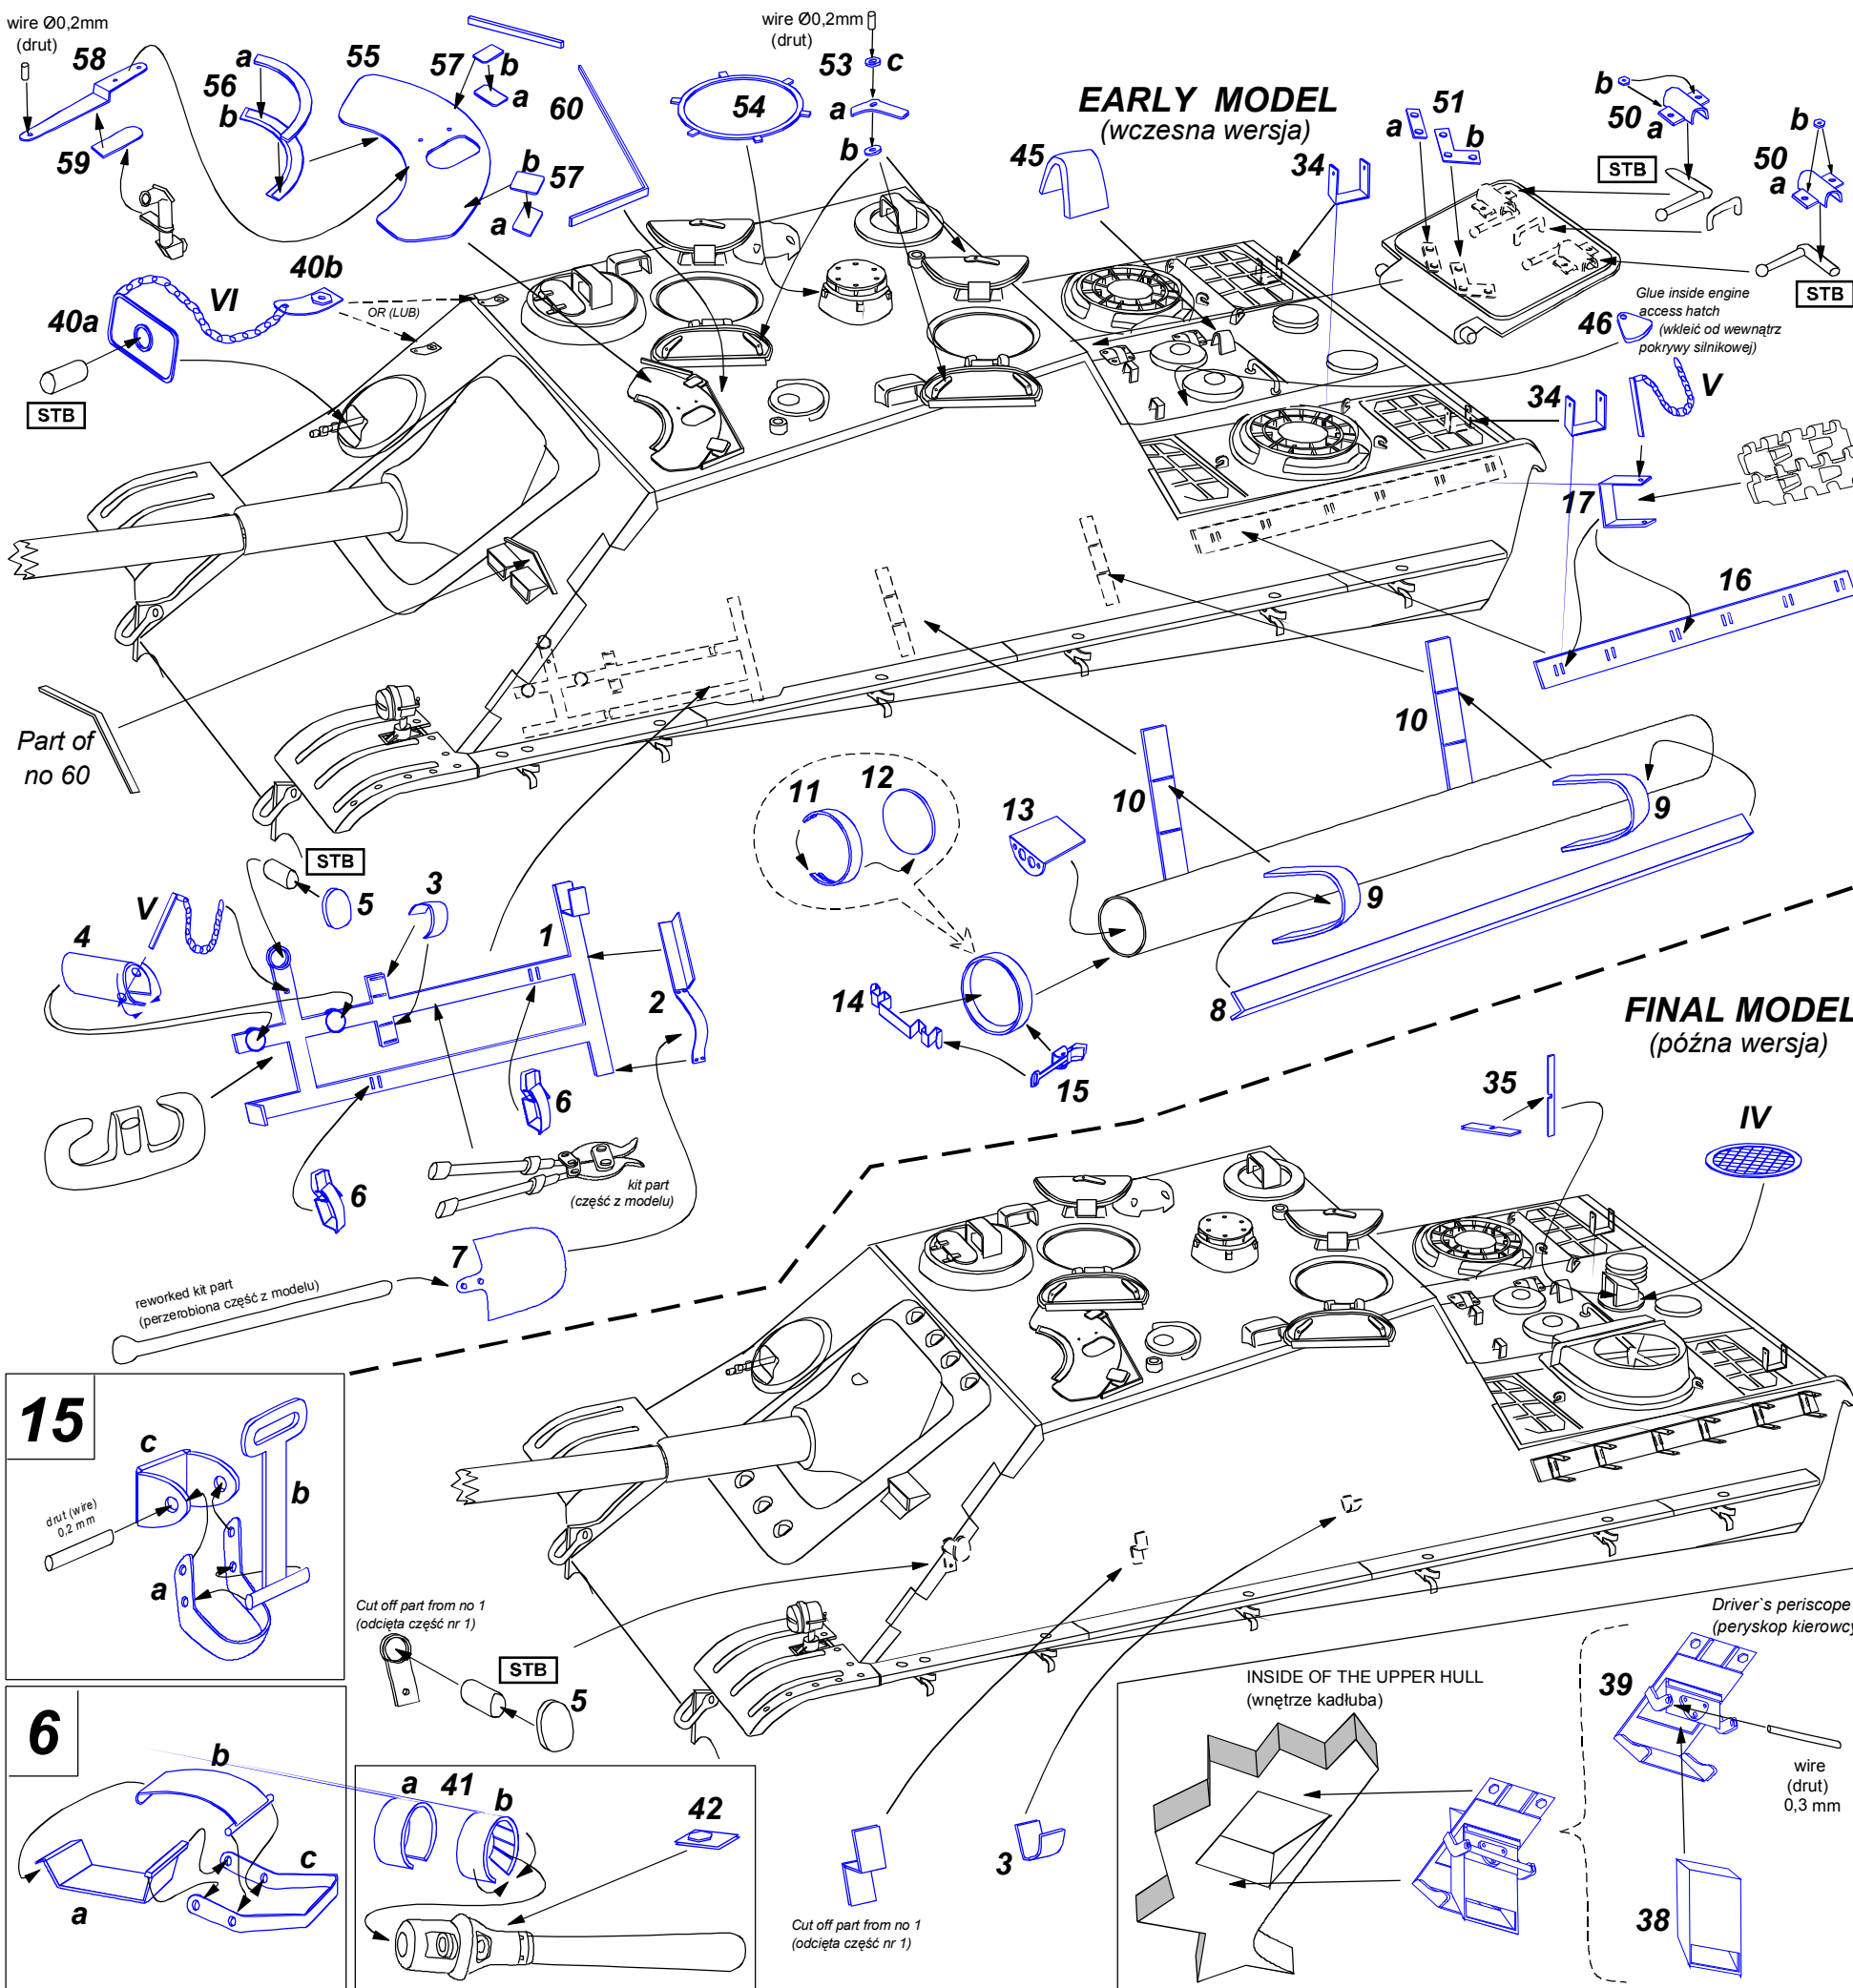 wire Ø0,2mm
(drut)
58
a
56
b
55
57
b
a
60
59
57
b
a
54
wire Ø0,2mm
(drut)
53
c
a
b
EARLY MODEL
(wczesna wersja)
45
34
51
a
b
b
50
a
STB
b
50
a
STB
Glue inside engine
access hatch
(wkleić od wewnątrz
pokrywy silnikowej)
46
40b
VI
OR (LUB)
40a
STB
34
V
17
16
Part of
no 60
10
10
9
9
11
12
13
14
15
8
STB
5
3
V
4
1
2
6
6
kit part
(część z modelu)
7
reworked kit part
(perzerobiona część z modelu)
FINAL MODEL
(późna wersja)
35
IV
15
c
b
a
drut (wire)
0,2 mm
Cut off part from no 1
(odcięta część nr 1)
STB
5
6
b
a
c
a
41
b
42
Cut off part from no 1
(odcięta część nr 1)
3
INSIDE OF THE UPPER HULL
(wnętrze kadłuba)
Driver`s periscope
(peryskop kierowcy
39
wire
(drut)
0,3 mm
38